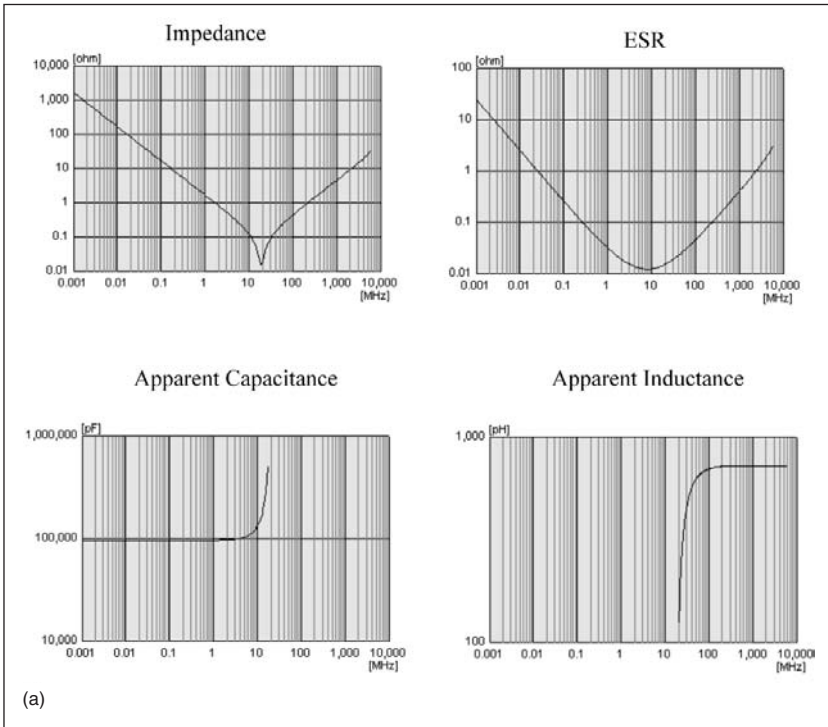 Impedance
[ohm]
10,000
1,000
100
10
1
0.1
0.01
0.001 0.01 0.1 1 10 100 1,000 10,000
[MHz]
ESR
[ohm]
100
10
1
0.1
0.01
0.001 0.01 0.1 1 10 100 1,000 10,000
[MHz]
Apparent Capacitance
[pF]
1,000,000
100,000
10,000
0.001 0.01 0.1 1 10 100 1,000 10,000
[MHz]
Apparent Inductance
[pH]
1,000
100
0.001 0.01 0.1 1 10 100 1,000 10,000
[MHz]
(a)